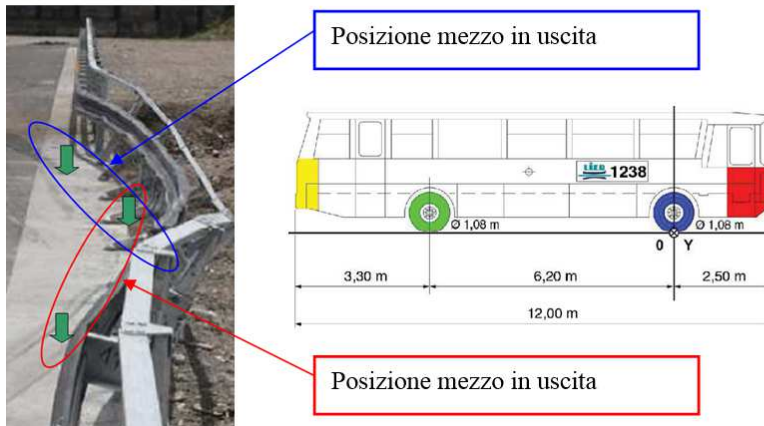 Posizione mezzo in uscita
LIER 1238
Ø 1,08 m
Ø 1,08 m
0 Y
3,30 m
6,20 m
2,50 m
12,00 m
Posizione mezzo in uscita